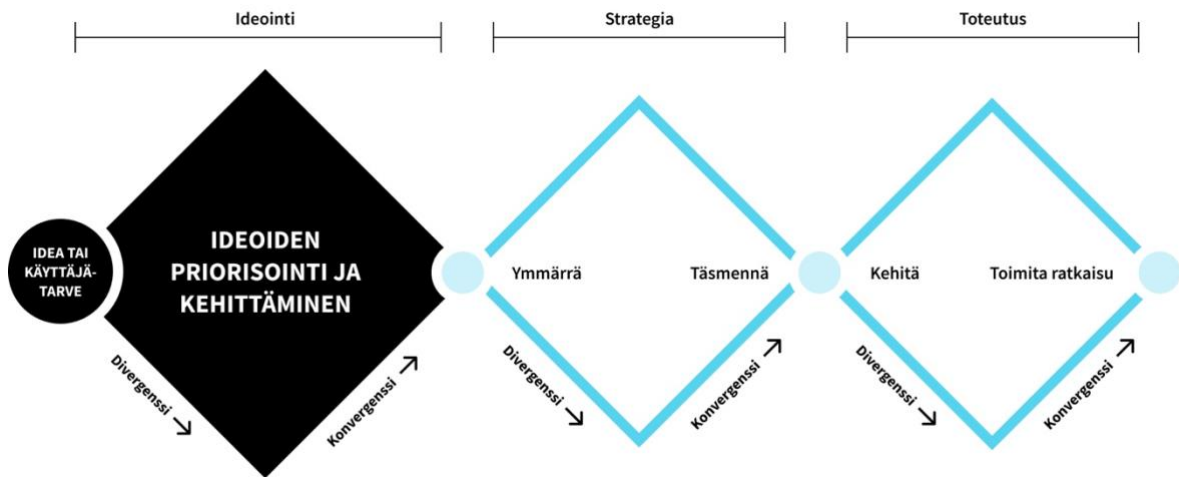 Ideointi
Strategia
Toteutus
IDEA TAI
KÄYTTÄJÄ-
TARVE
IDEOIDEN
PRIORISOINTI JA
KEHITTÄMINEN
Ymmärrä
Täsmennä
Kehitä
Toimita ratkaisu
Divergenssi
Konvergenssi
Divergenssi
Konvergenssi
Divergenssi
Konvergenssi